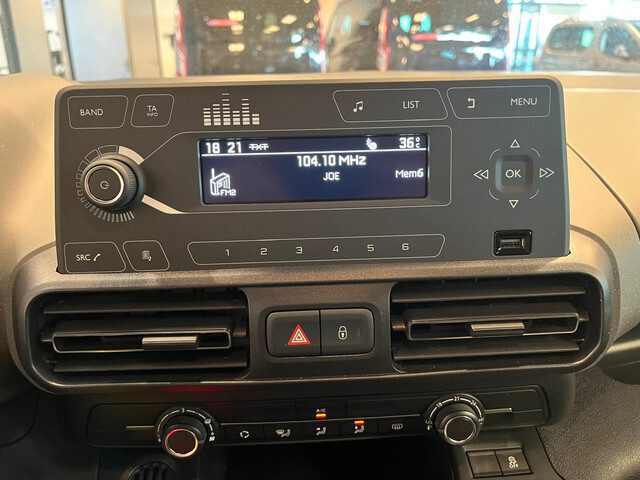 BAND
TA
INFO
LIST
MENU
18 21 TXT 36°C
104.10 MHz
JOE
Mem6
FM2
OK
SRC
1 2 3 4 5 6
A/C
OFF